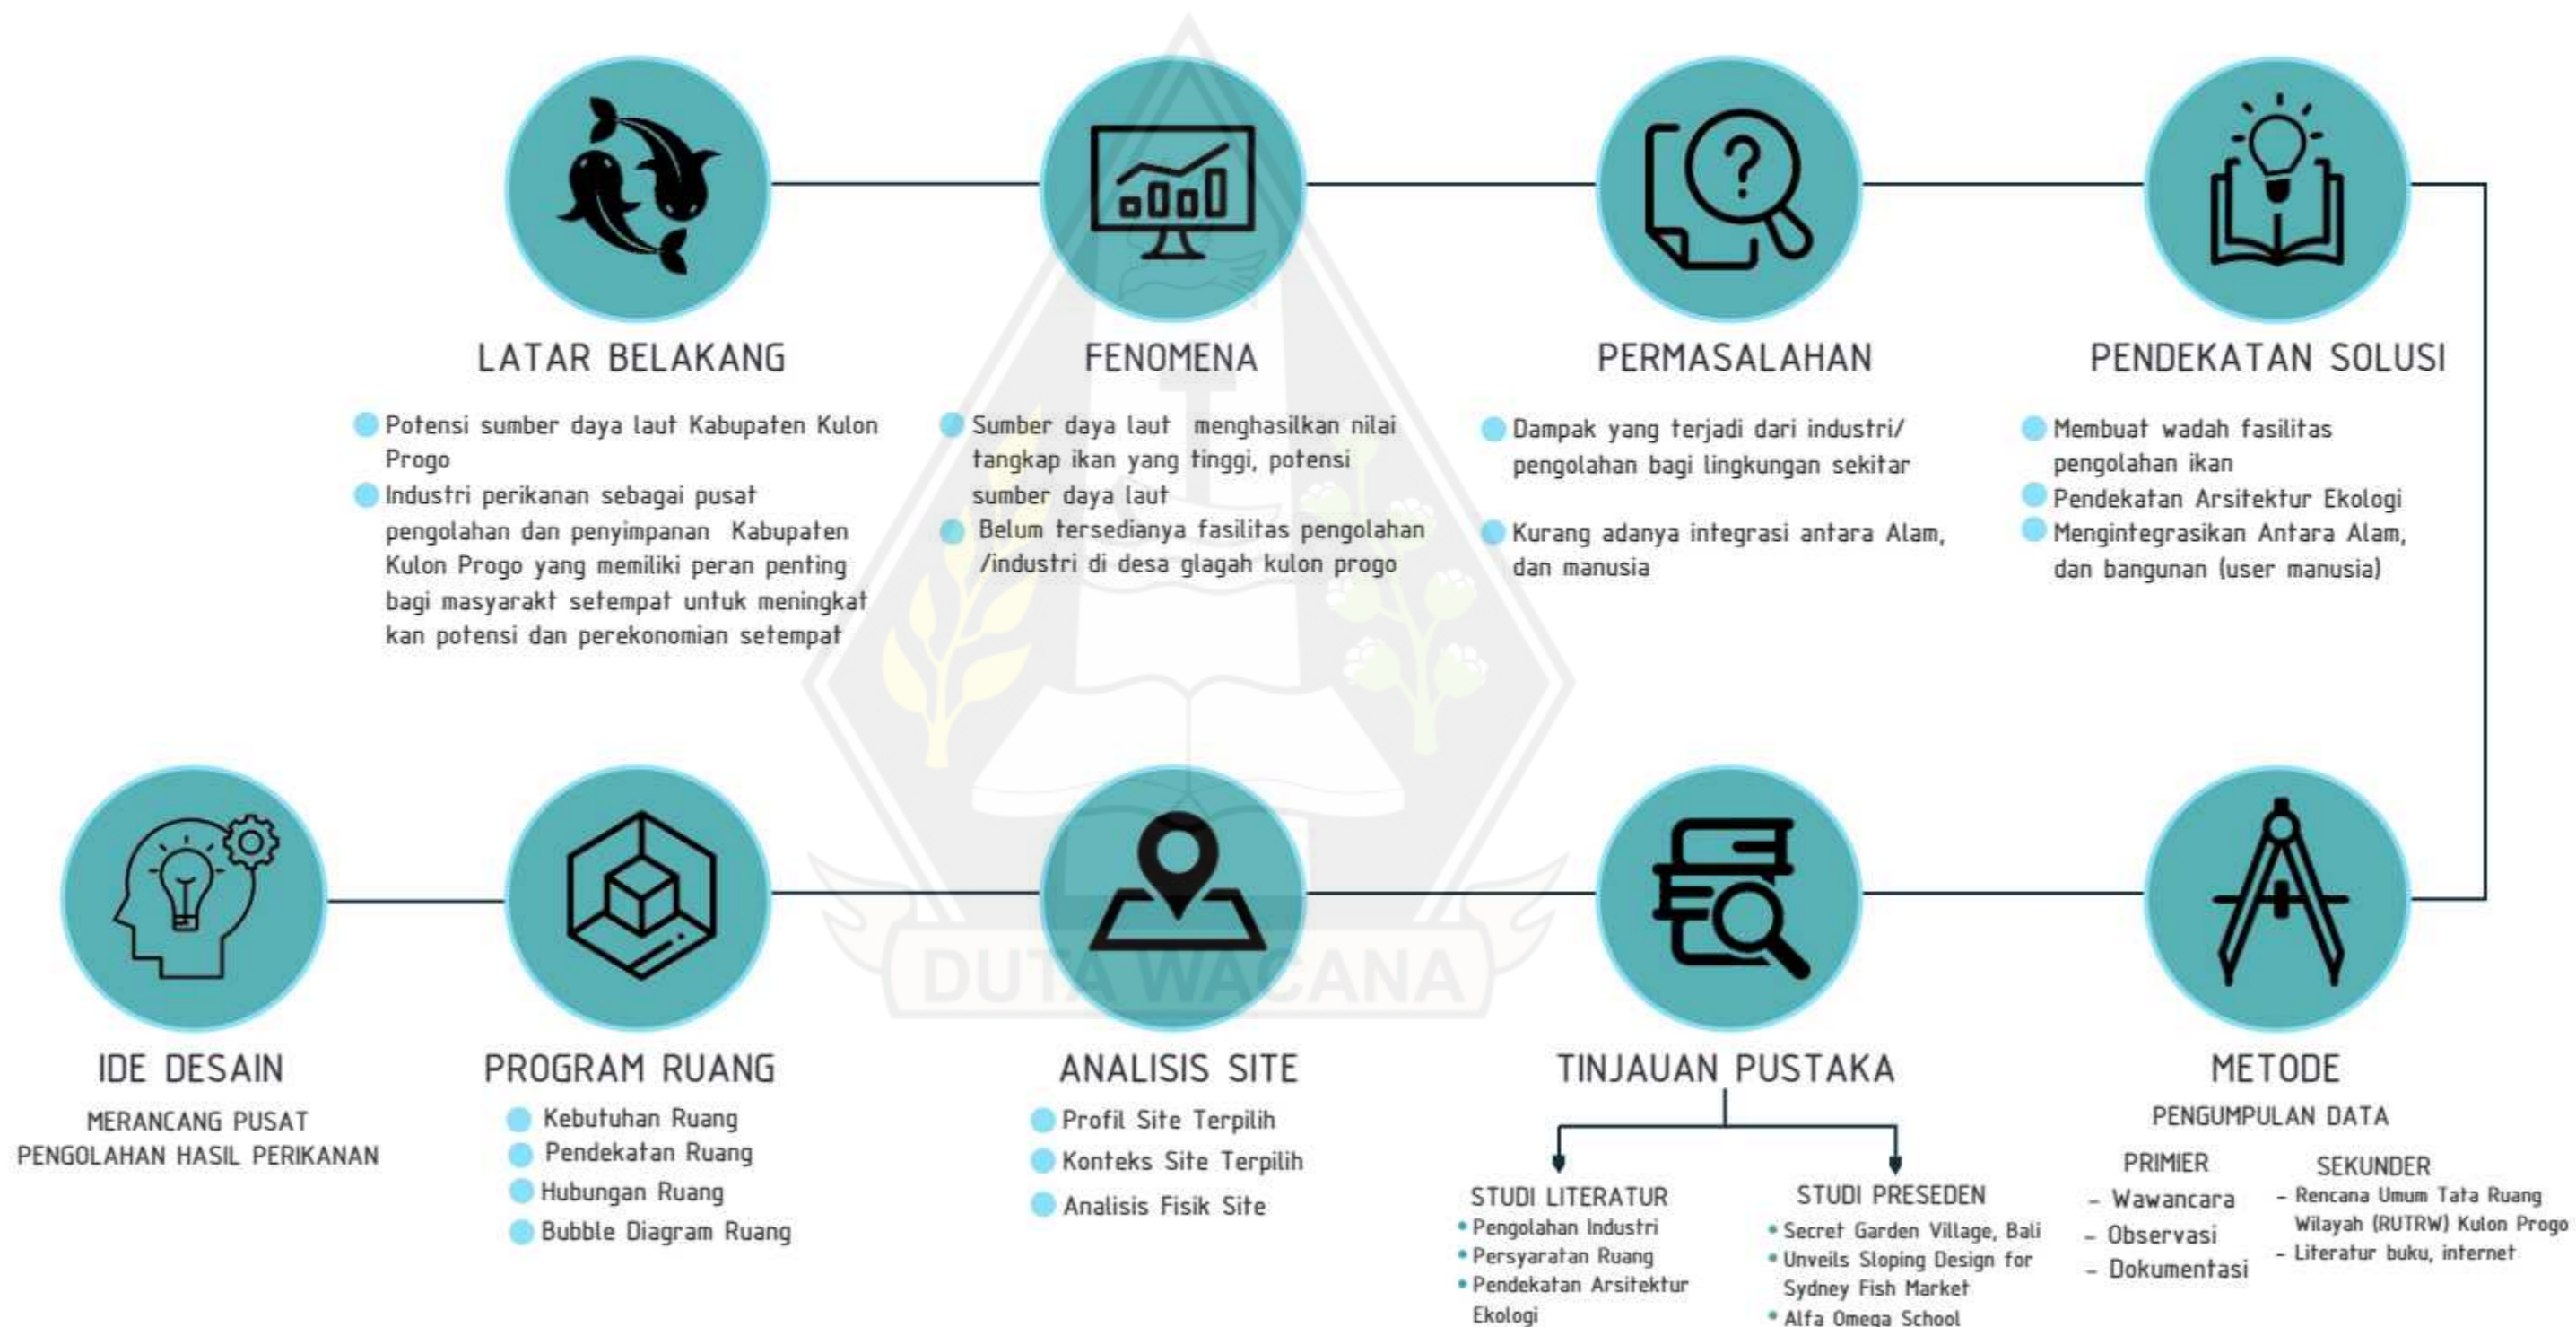 LATAR BELAKANG
Potensi sumber daya laut Kabupaten Kulon
Progo
Industri perikanan sebagai pusat
pengolahan dan penyimpanan Kabupaten
Kulon Progo yang memiliki peran penting
bagi masyarakt setempat untuk meningkat
kan potensi dan perekonomian setempat
FENOMENA
Sumber daya laut menghasilkan nilai
tangkap ikan yang tinggi, potensi
sumber daya laut
Belum tersedianya fasilitas pengolahan
/industri di desa glagah kulon progo
PERMASALAHAN
Dampak yang terjadi dari industri/
pengolahan bagi lingkungan sekitar
Kurang adanya integrasi antara Alam,
dan manusia
PENDEKATAN SOLUSI
Membuat wadah fasilitas
pengolahan ikan
Pendekatan Arsitektur Ekologi
Mengintegrasikan Antara Alam,
dan bangunan (user manusia)
METODE
PENGUMPULAN DATA
PRIMIER
- Wawancara
- Observasi
- Dokumentasi
SEKUNDER
- Rencana Umum Tata Ruang
Wilayah (RUTRW) Kulon Progo
- Literatur buku, internet
TINJAUAN PUSTAKA
STUDI LITERATUR
Pengolahan Industri
Persyaratan Ruang
Pendekatan Arsitektur
Ekologi
STUDI PRESEDEN
Secret Garden Village, Bali
Unveils Sloping Design for
Sydney Fish Market
Alfa Omega School
ANALISIS SITE
Profil Site Terpilih
Konteks Site Terpilih
Analisis Fisik Site
PROGRAM RUANG
Kebutuhan Ruang
Pendekatan Ruang
Hubungan Ruang
Bubble Diagram Ruang
IDE DESAIN
MERANCANG PUSAT
PENGOLAHAN HASIL PERIKANAN
DUTA WACANA